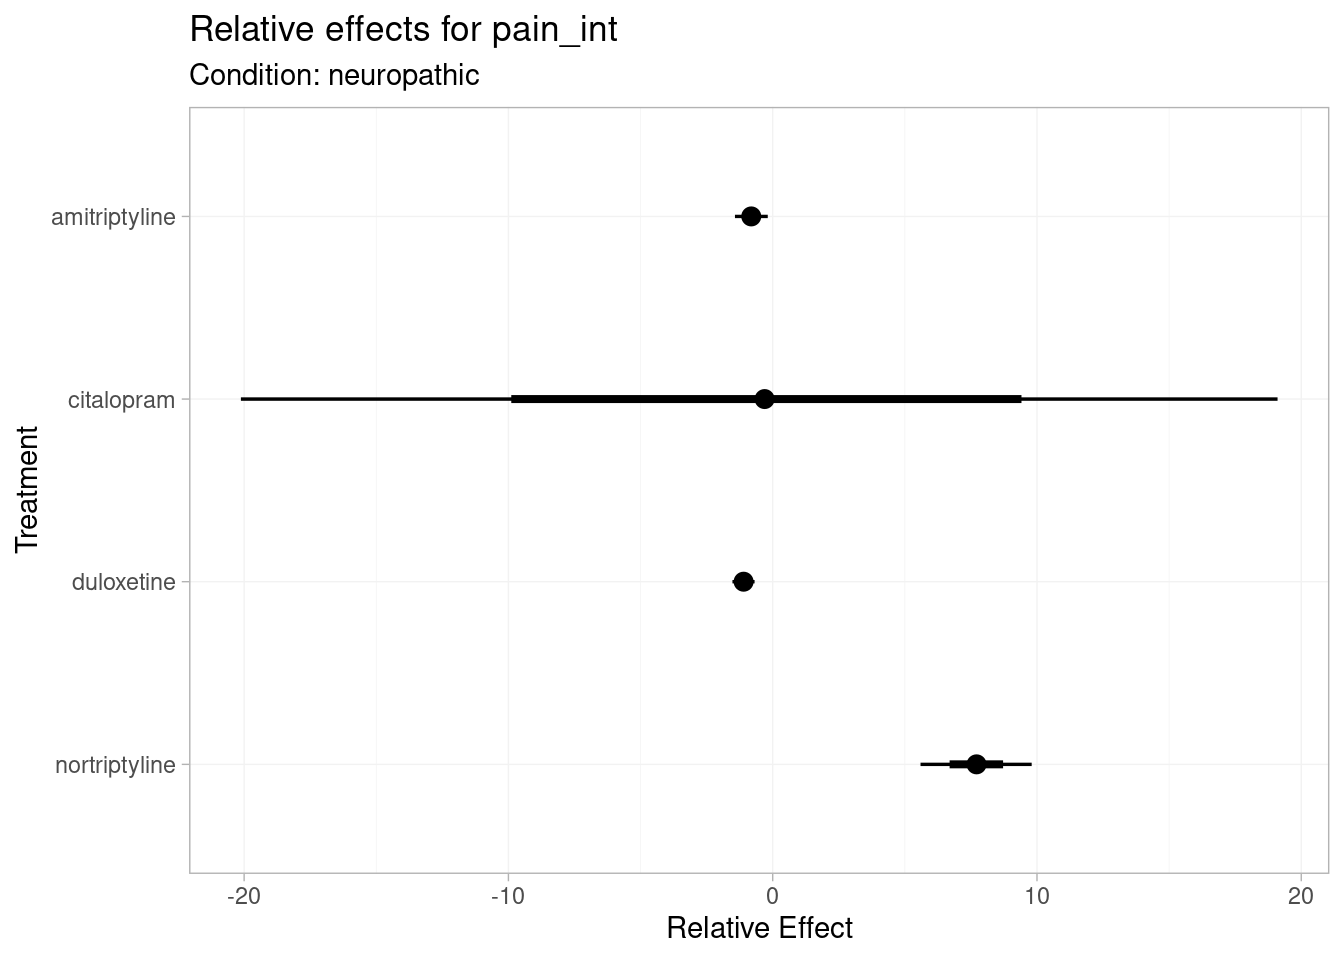 Relative effects for pain_int
Condition: neuropathic
Treatment
amitriptyline
citalopram
duloxetine
nortriptyline
-20 -10 0 10 20
Relative Effect